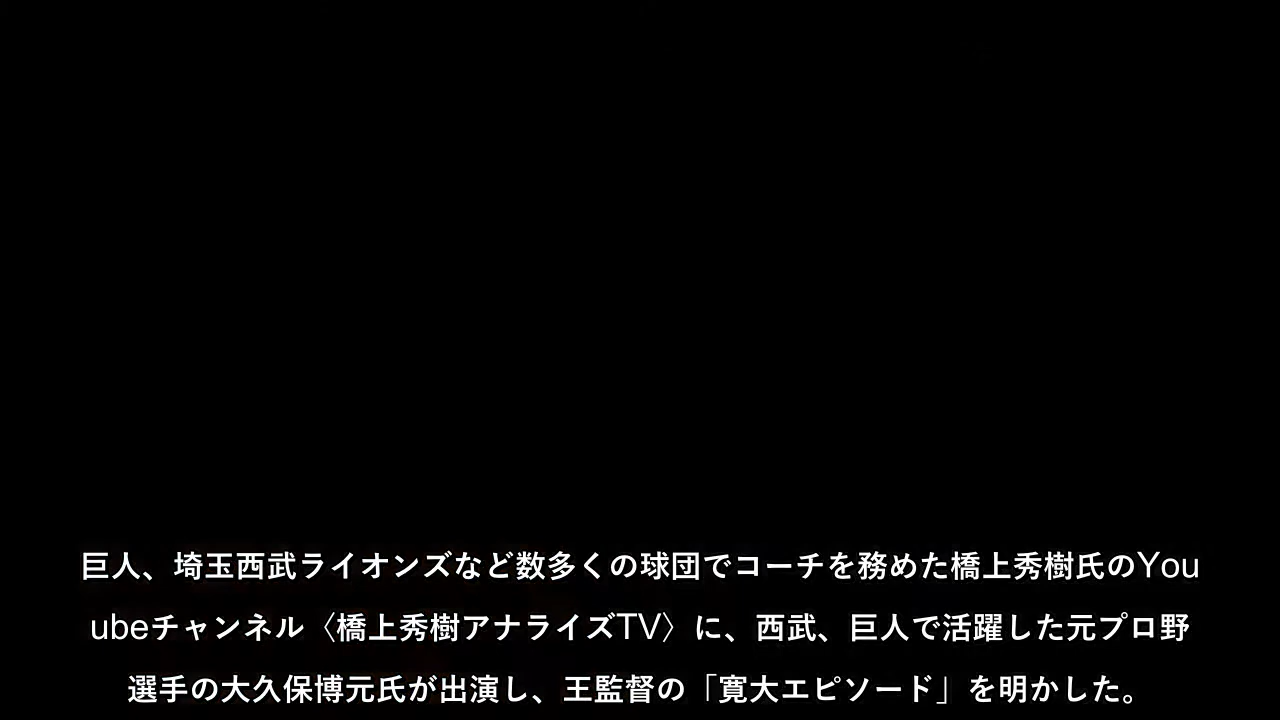 巨人、埼玉西武ライオンズなど数多くの球団でコーチを務めた橋上秀樹氏のYou
ubeチャンネル〈橋上秀樹アナライズTV〉に、西武、巨人で活躍した元プロ野
選手の大久保博元氏が出演し、王監督の「寛大エピソード」を明かした。